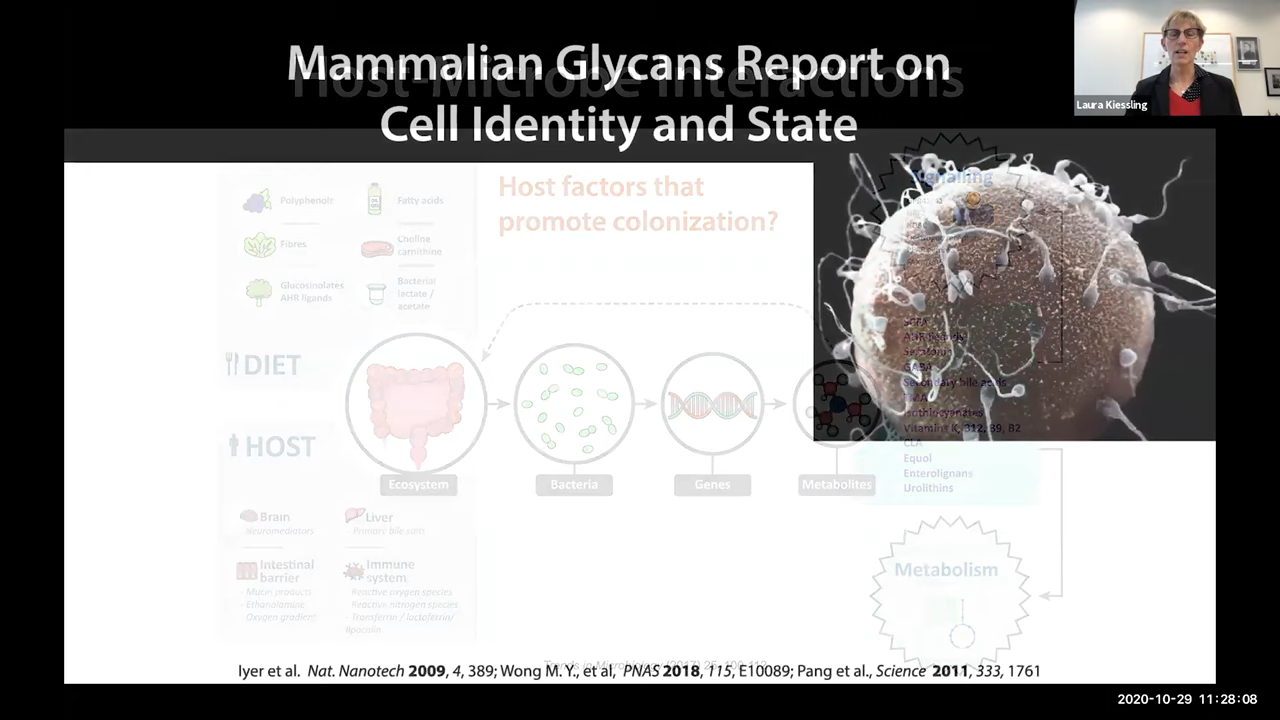 Mammalian Glycans Report on
Cell Identity and State
Host-Microbe Interactions
Laura Kiessling
Host factors that
promote colonization?
Signalling
Polyphenols
Fatty acids
Fibres
Choline
carnitine
Glucosinolates
AHR ligands
Bacterial
lactate /
acetate
DIET
HOST
Ecosystem
Bacteria
Genes
Metabolites
SCFA
AHR ligands
Serotonin
GABA
Secondary bile acids
TMA
Isothiocyanates
Vitamins K, B12, B9, B2
CLA
Equol
Enterolignans
Urolithins
Brain
- Neuromediators
Liver
- Primary bile salts
Intestinal
barrier
- Mucin products
- Ethanolamine
- Oxygen gradient
Immune
system
- Reactive oxygen species
- Reactive nitrogen species
- Transferrin / lactoferrin/
lipocalin
Metabolism
Iyer et al. Nat. Nanotech 2009, 4, 389; Wong M. Y., et al, PNAS 2018, 115, E10089; Pang et al., Science 2011, 333, 1761
2020-10-29 11:28:08